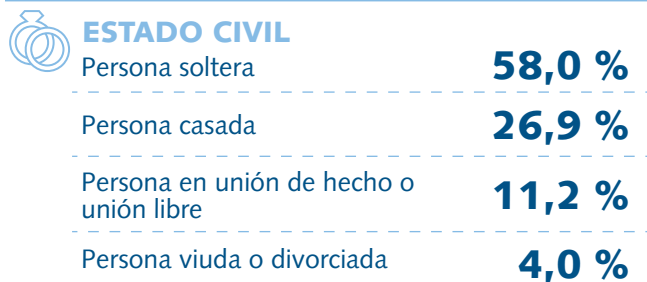 ESTADO CIVIL
Persona soltera 58,0 %
Persona casada 26,9 %
Persona en unión de hecho o
unión libre 11,2 %
Persona viuda o divorciada 4,0 %